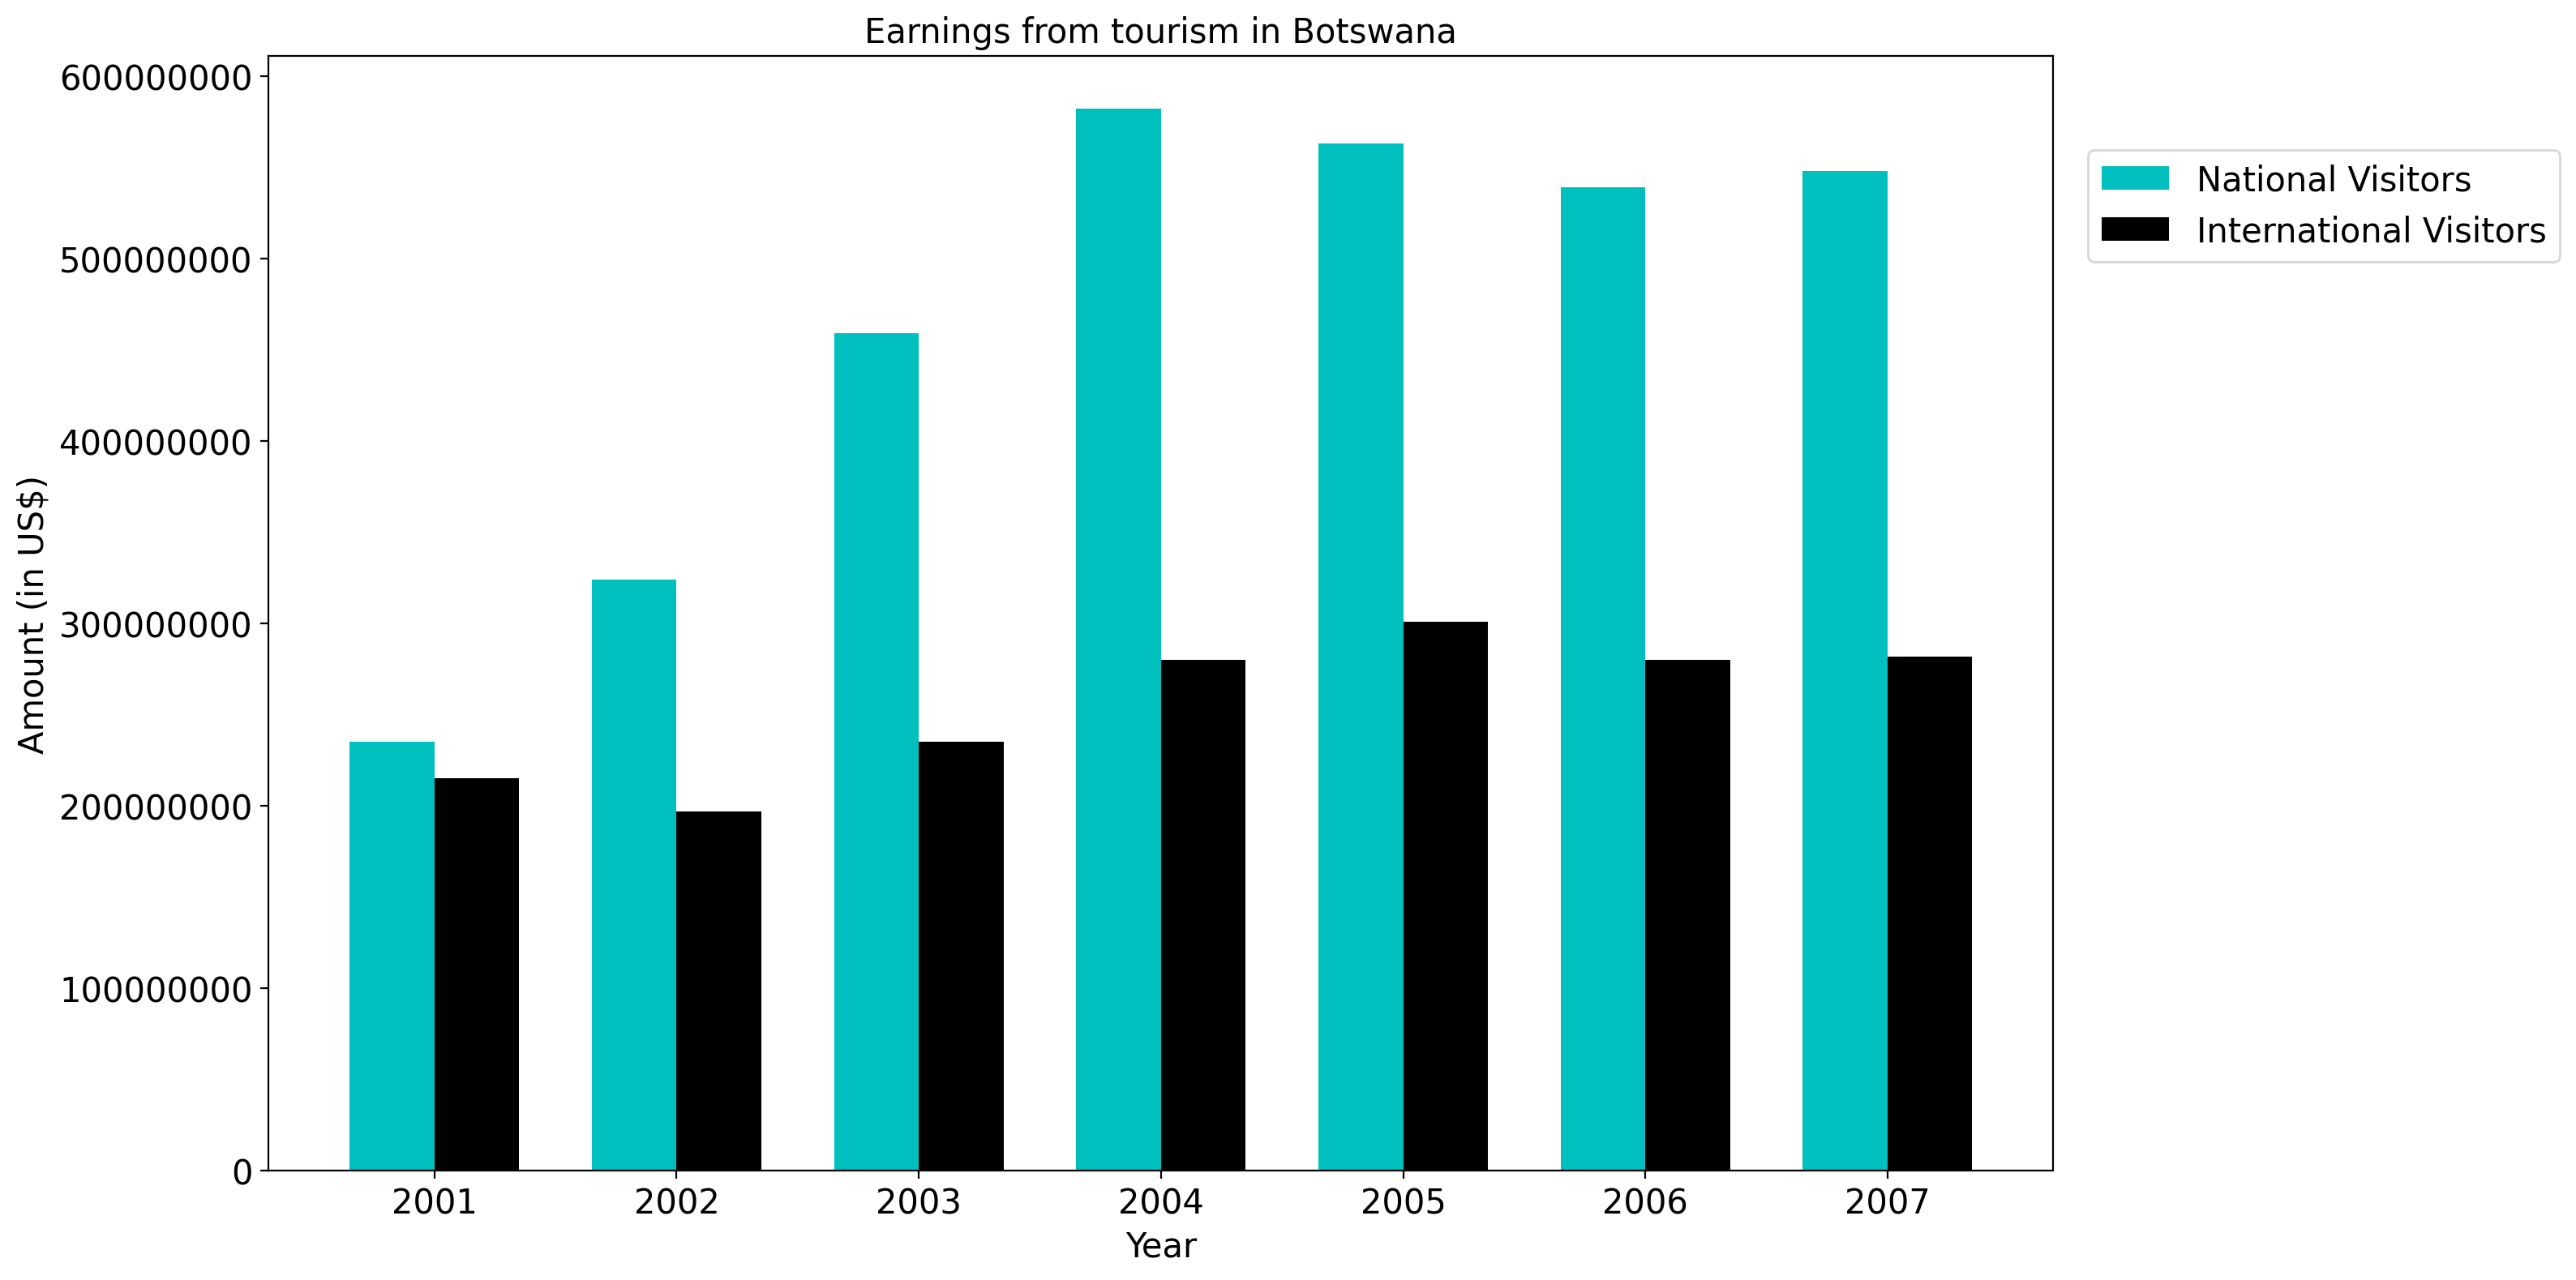 Earnings from tourism in Botswana
600000000
500000000
400000000
300000000
200000000
100000000
0
Amount (in US$)
2001 2002 2003 2004 2005 2006 2007
Year
National Visitors
International Visitors